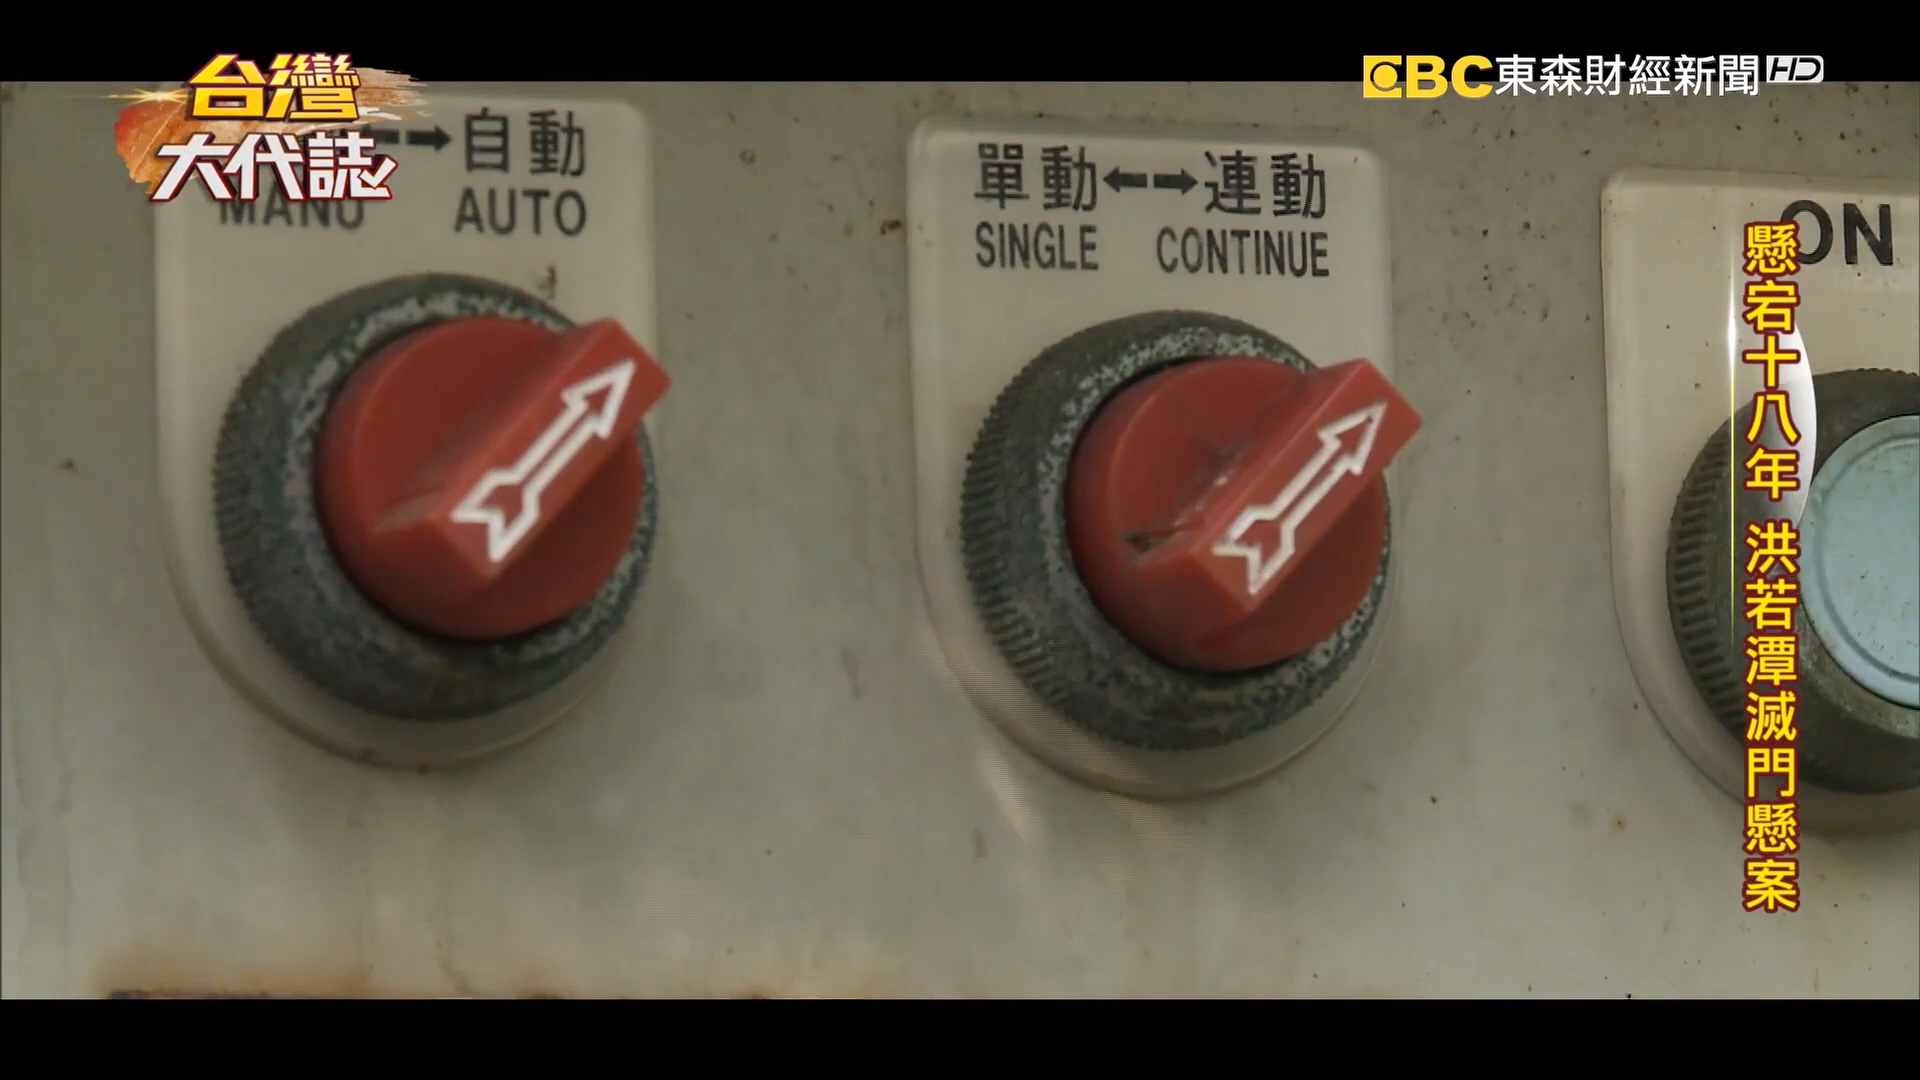 台灣
大代誌
EBC東森財經新聞HD
自動
MANU AUTO
單動 連動
SINGLE CONTINUE
ON
懸宕十八年 洪若潭滅門懸案